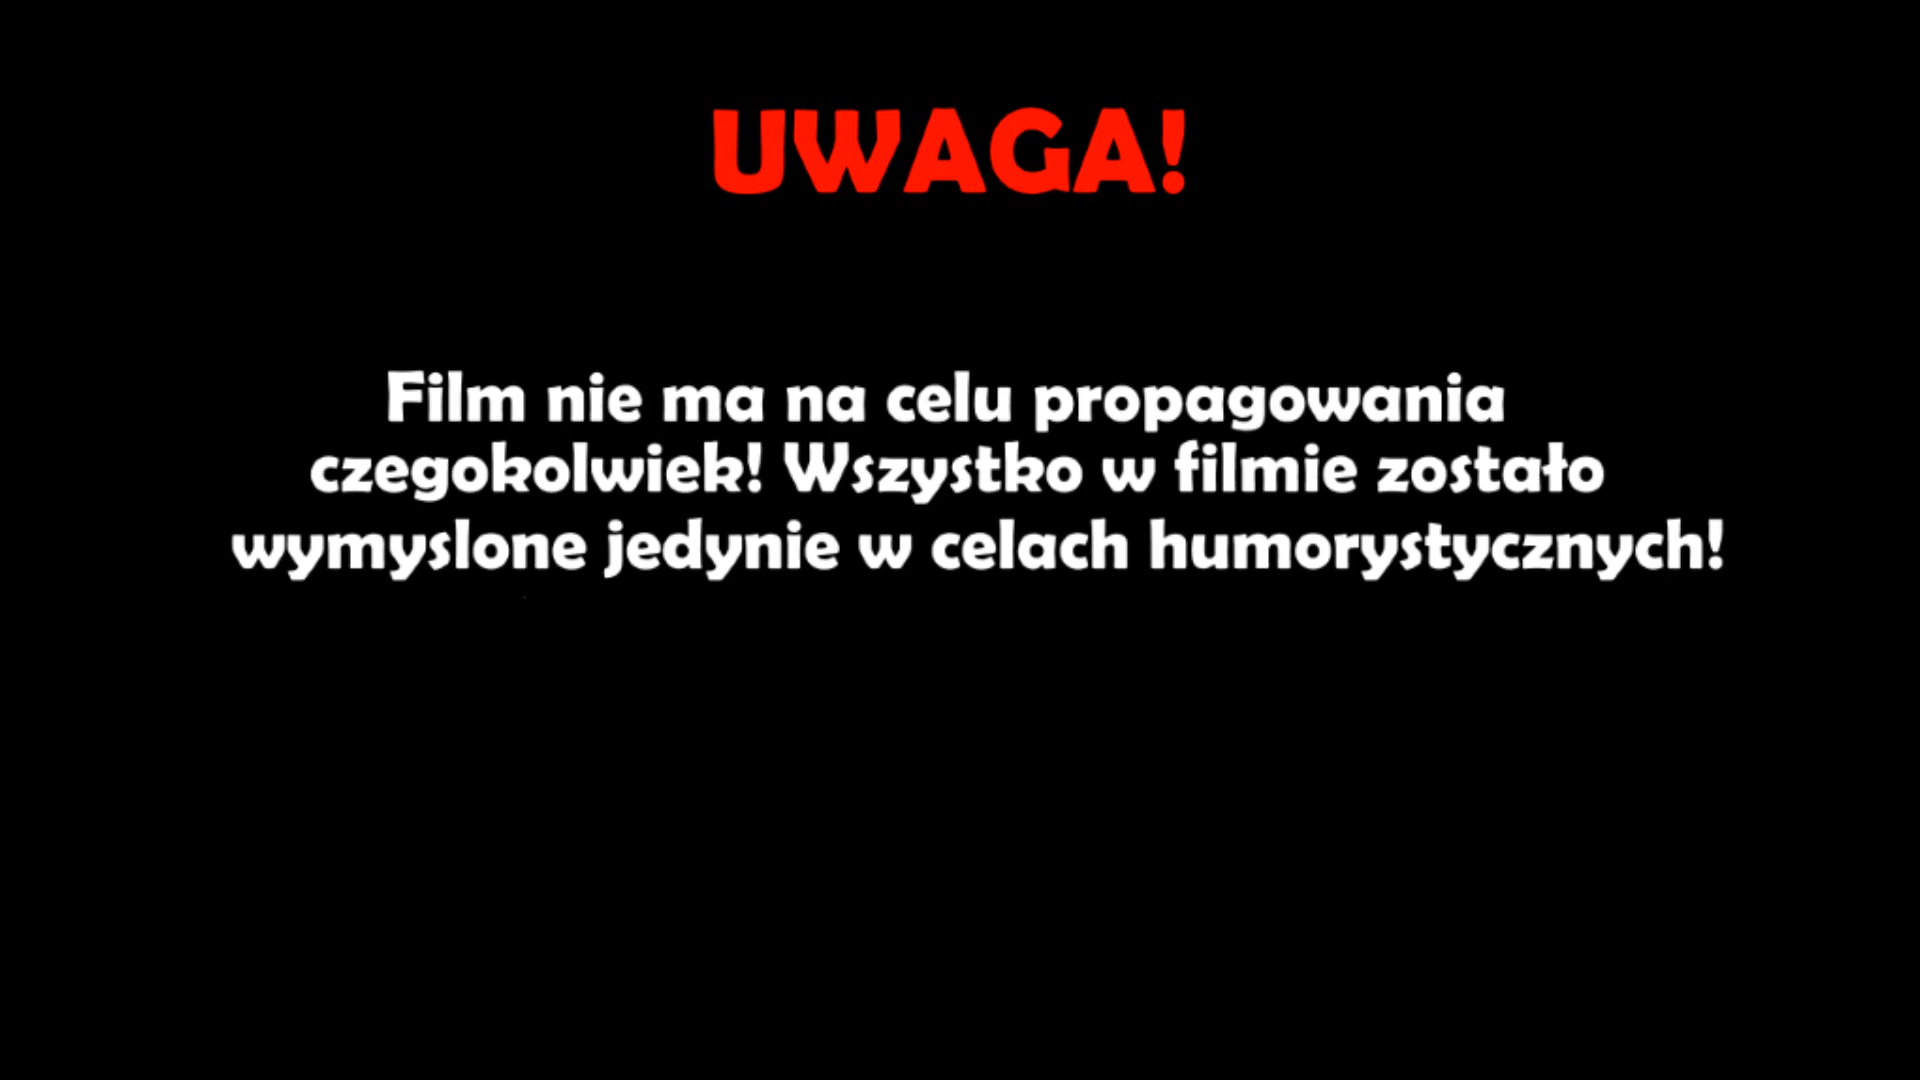 UWAGA!
Film nie ma na celu propagowania
czegokolwiek! Wszystko w filmie zostało
wymyslone jedynie w celach humorystycznych!